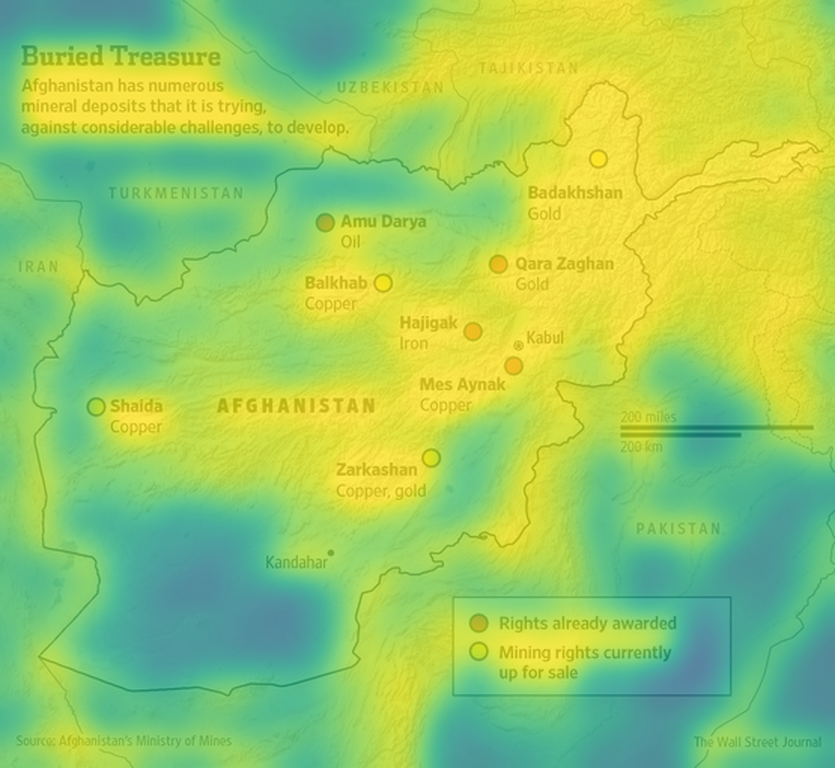 Buried Treasure
Afghanistan has numerous
mineral deposits that it is trying,
against considerable challenges, to develop.
UZBEKISTAN
TAJIKISTAN
TURKMENISTAN
IRAN
Badakhshan
Gold
Amu Darya
Oil
Qara Zaghan
Gold
Balkhab
Copper
Hajigak
Iron
Kabul
Mes Aynak
Copper
Shaida
Copper
AFGHANISTAN
200 miles
200 km
Zarkashan
Copper, gold
PAKISTAN
Kandahar
Rights already awarded
Mining rights currently
up for sale
Source: Afghanistan's Ministry of Mines
The Wall Street Journal